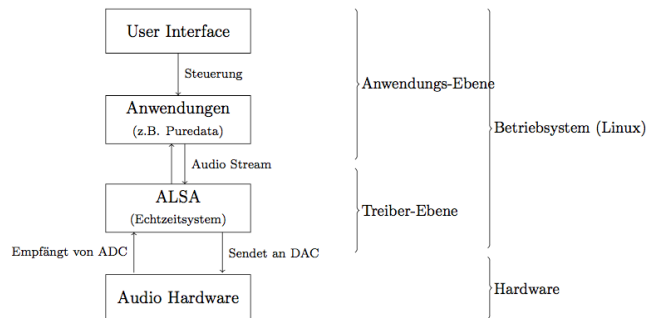 User Interface
Steuerung
Anwendungs-Ebene
Anwendungen
(z.B. Puredata)
Betriebsystem (Linux)
Audio Stream
ALSA
(Echtzeitsystem)
Treiber-Ebene
Empfängt von ADC
Sendet an DAC
Audio Hardware
Hardware